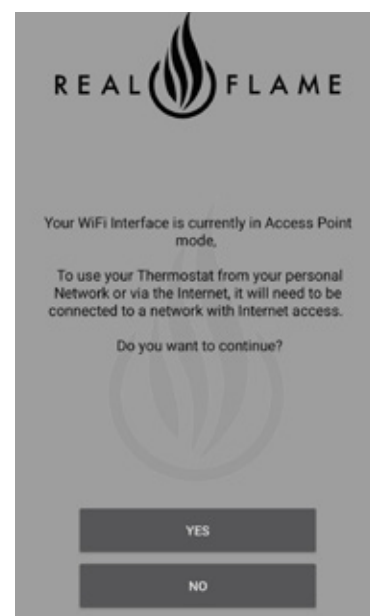 REAL FLAME
Your WiFi Interface is currently in Access Point
mode,
To use your Thermostat from your personal
Network or via the Internet, it will need to be
connected to a network with Internet access.
Do you want to continue?
YES
NO